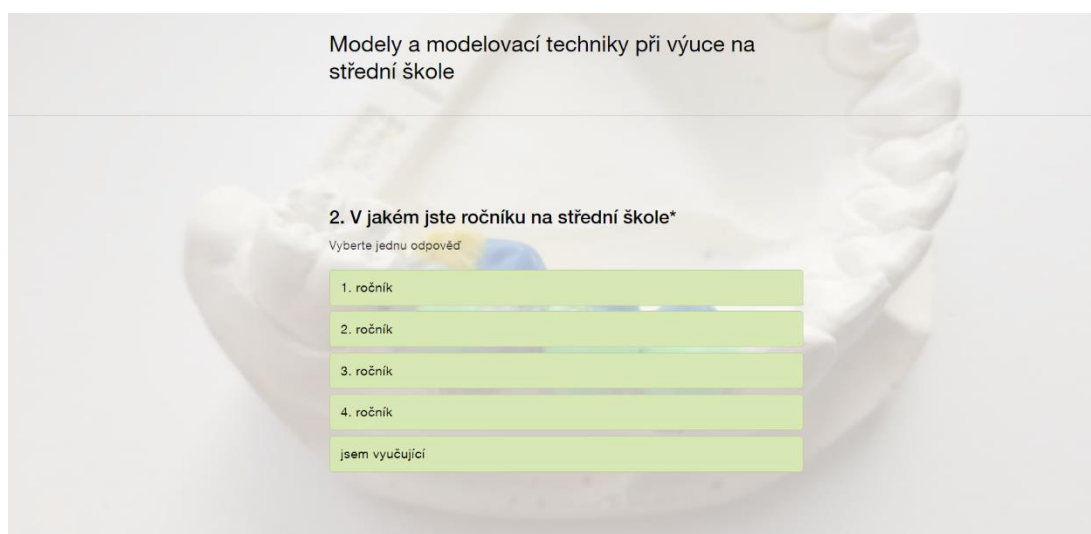 Modely a modelovací techniky při výuce na
střední škole
2. V jakém jste ročníku na střední škole*
Vyberte jednu odpověď
1. ročník
2. ročník
3. ročník
4. ročník
jsem vyučující